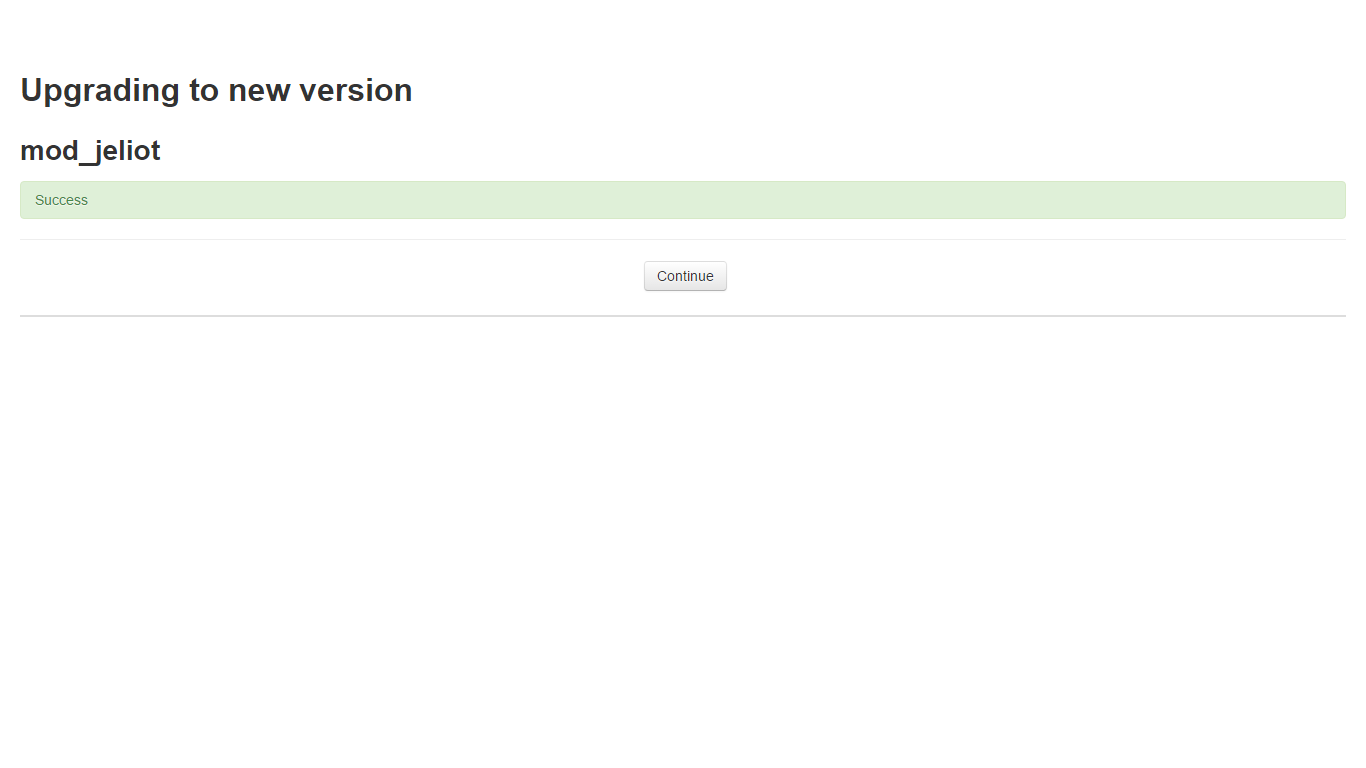 Upgrading to new version
mod_jeliot
Success
Continue